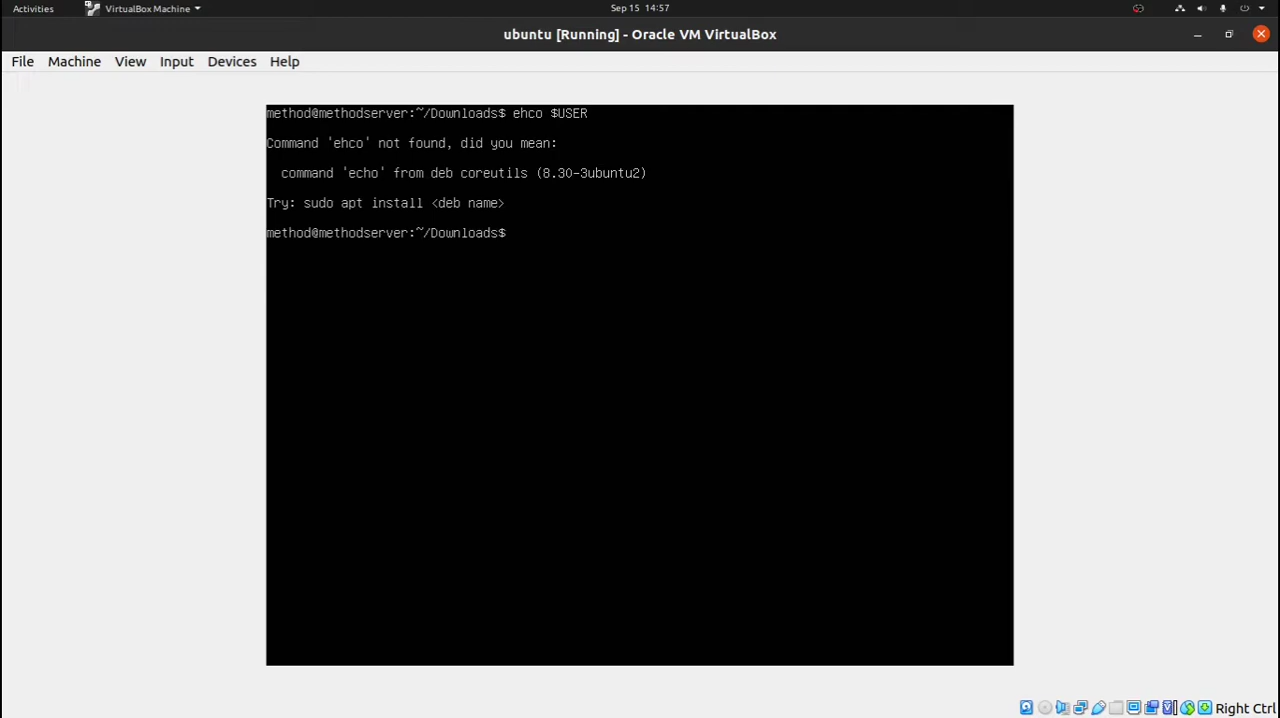 Activities VirtualBox Machine Sep 15 14:57
ubuntu [Running] - Oracle VM VirtualBox
File Machine View Input Devices Help
method@methodserver:~/Downloads$ ehco $USER
Command 'ehco' not found, did you mean:
command 'echo' from deb coreutils (8.30-3ubuntu2)
Try: sudo apt install <deb name>
method@methodserver:~/Downloads$
Right Ctrl